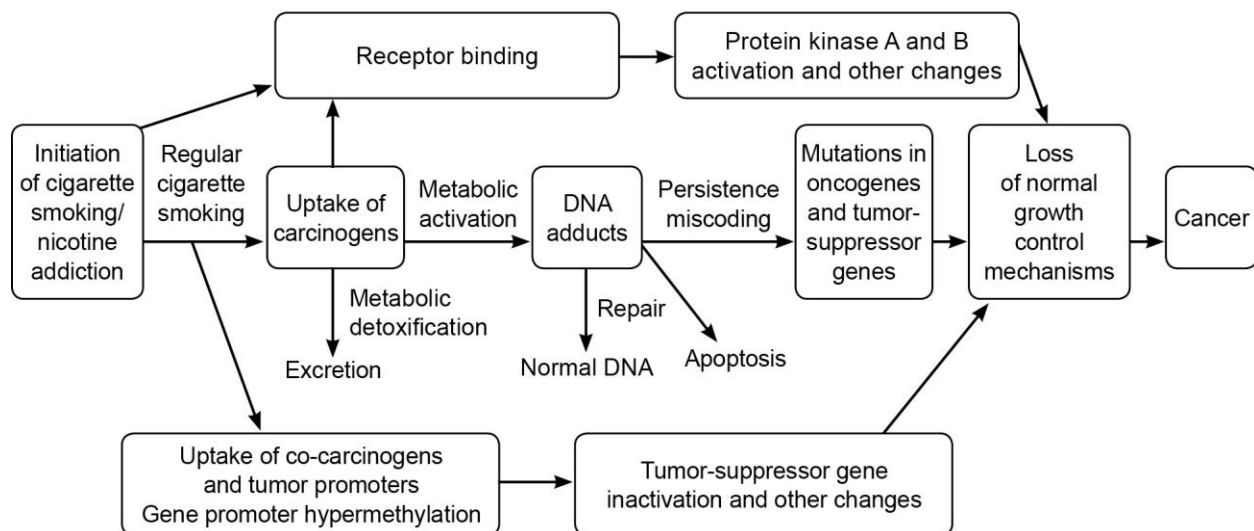 Receptor binding
Protein kinase A and B
activation and other changes
Initiation
of cigarette
smoking/
nicotine
addiction
Regular
cigarette
smoking
Uptake of
carcinogens
Metabolic
activation
DNA
adducts
Persistence
miscoding
Mutations in
oncogenes
and tumor-
suppressor
genes
Loss
of normal
growth
control
mechanisms
Cancer
Metabolic
detoxification
Excretion
Repair
Normal DNA
Apoptosis
Uptake of co-carcinogens
and tumor promoters
Gene promoter hypermethylation
Tumor-suppressor gene
inactivation and other changes